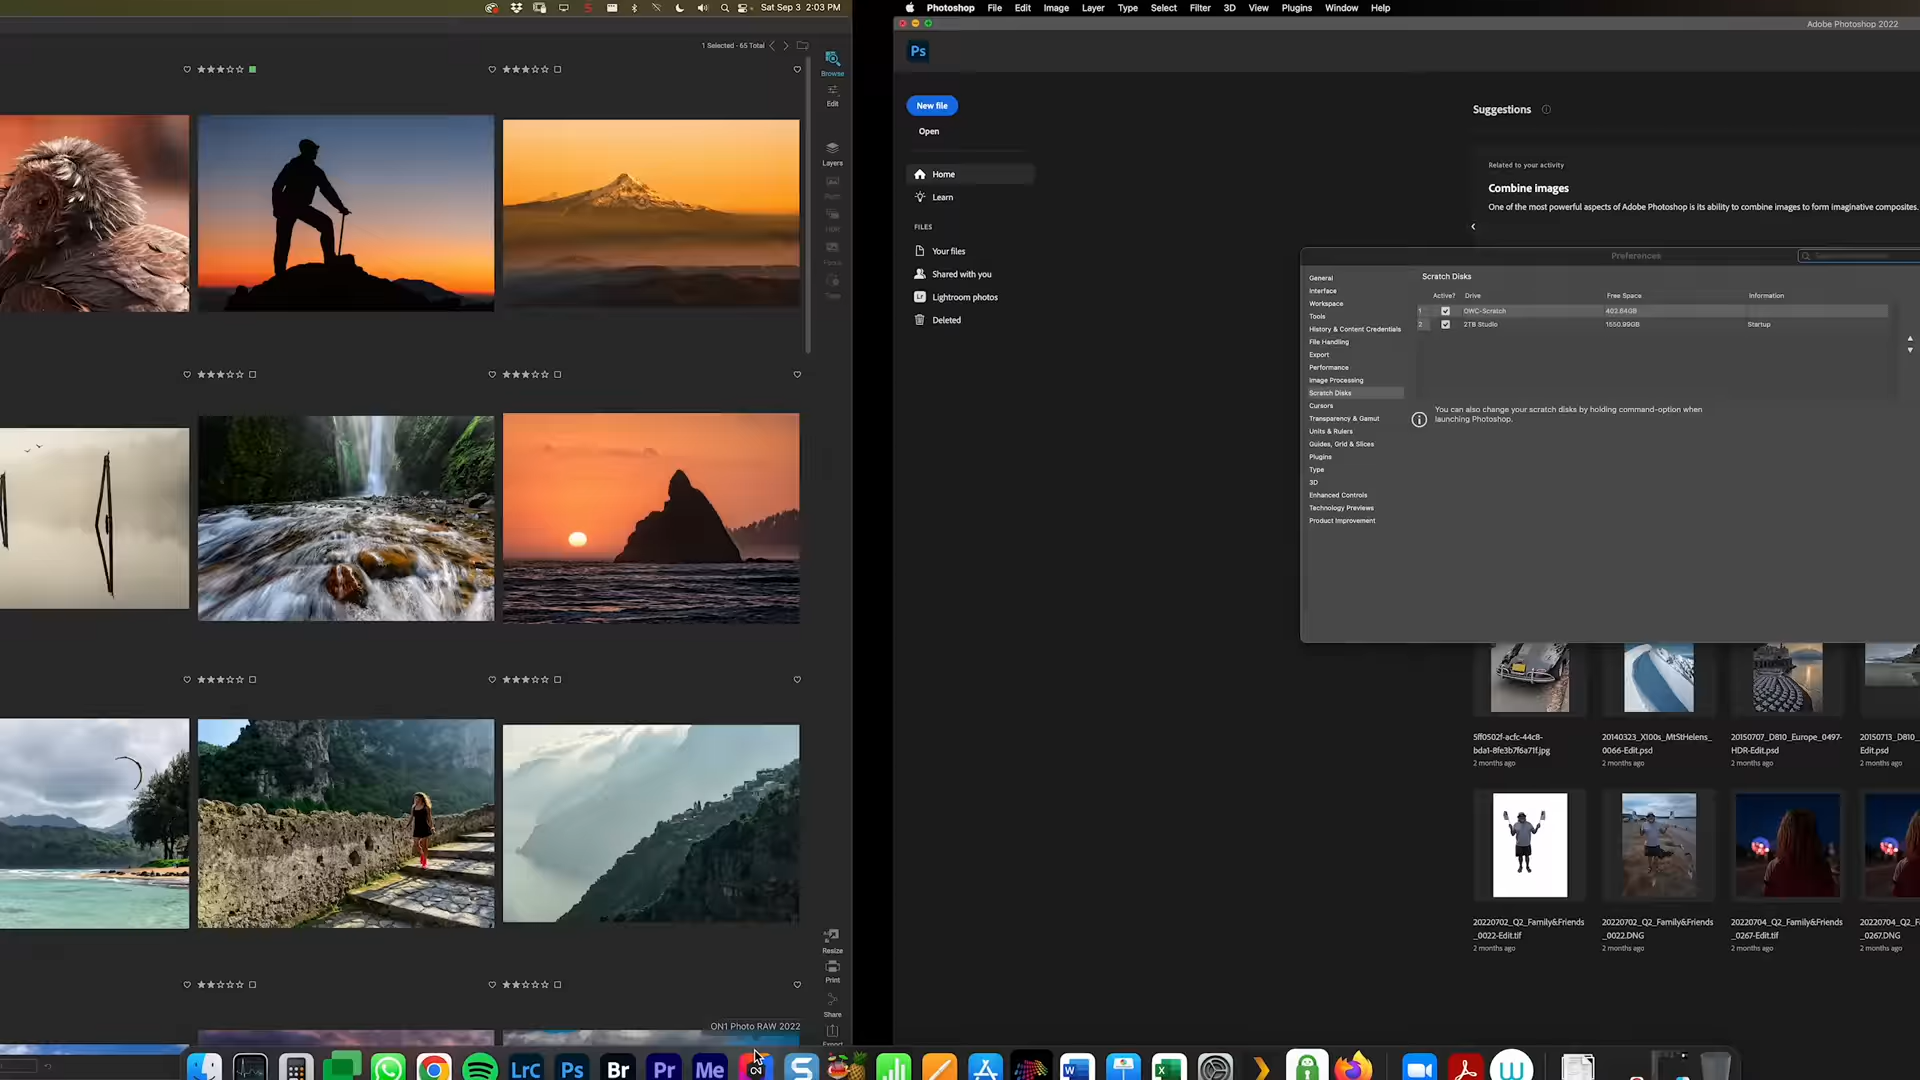 Sat Sep 3 2:03 PM
1 Selected - 65 Total
Browse
Edit
Layers
Resize
Print
Share
Export
ON1 Photo RAW 2022
Photoshop File Edit Image Layer Type Select Filter 3D View Plugins Window Help
Adobe Photoshop 2022
Ps
New file
Open
Home
Learn
FILES
Your files
Shared with you
Lr Lightroom photos
Deleted
Suggestions
Related to your activity
Combine images
One of the most powerful aspects of Adobe Photoshop is its ability to combine images to form imaginative composites.
Preferences
General
Interface
Workspace
Tools
History & Content Credentials
File Handling
Export
Performance
Image Processing
Scratch Disks
Cursors
Transparency & Gamut
Units & Rulers
Guides, Grid & Slices
Plugins
Type
3D
Enhanced Controls
Technology Previews
Product Improvement
Scratch Disks
Active? Drive Free Space Information
1 OWC-Scratch 403.64GB
2 2TB Studio 1550.99GB Startup
You can also change your scratch disks by holding command-option when
launching Photoshop.
5ff0502f-acfc-44c8-
bda1-8fe3b7f6a71f.jpg
2 months ago
20140323_X100s_MtStHelens_
0066-Edit.psd
2 months ago
20150707_D810_Europe_0497-
HDR-Edit.psd
2 months ago
20150713_D810_
Edit.psd
2 months ago
20220702_Q2_Family&Friends
_0022-Edit.tif
2 months ago
20220702_Q2_Family&Friends
_0022.DNG
2 months ago
20220704_Q2_Family&Friends
_0267-Edit.tif
2 months ago
20220704_Q2_F
_0267.DNG
2 months ago
LrC Ps Br Pr Me ON S W X W